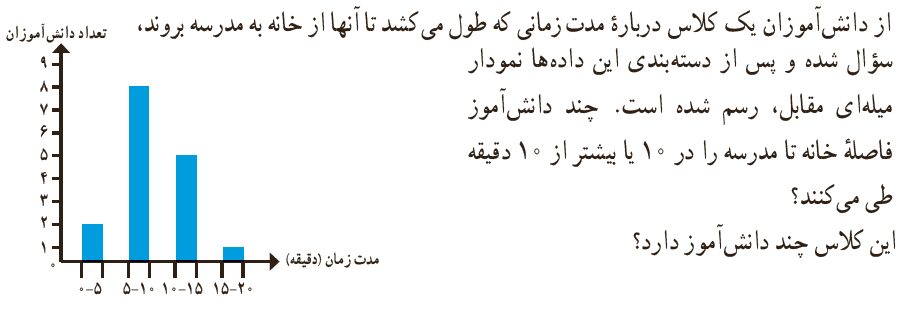 از دانش‌آموزان یک کلاس دربارهٔ مدت زمانی که طول می‌کشد تا آنها از خانه به مدرسه بروند،
سؤال شده و پس از دسته‌بندی این داده‌ها نمودار
میله‌ای مقابل، رسم شده است. چند دانش‌آموز
فاصلهٔ خانه تا مدرسه را در ۱۰ یا بیشتر از ۱۰ دقیقه
طی می‌کنند؟
این کلاس چند دانش‌آموز دارد؟
تعداد دانش‌آموزان
۹
۸
۷
۶
۵
۴
۳
۲
۱
۰
مدت زمان (دقیقه)
۰-۵ ۵-۱۰ ۱۰-۱۵ ۱۵-۲۰